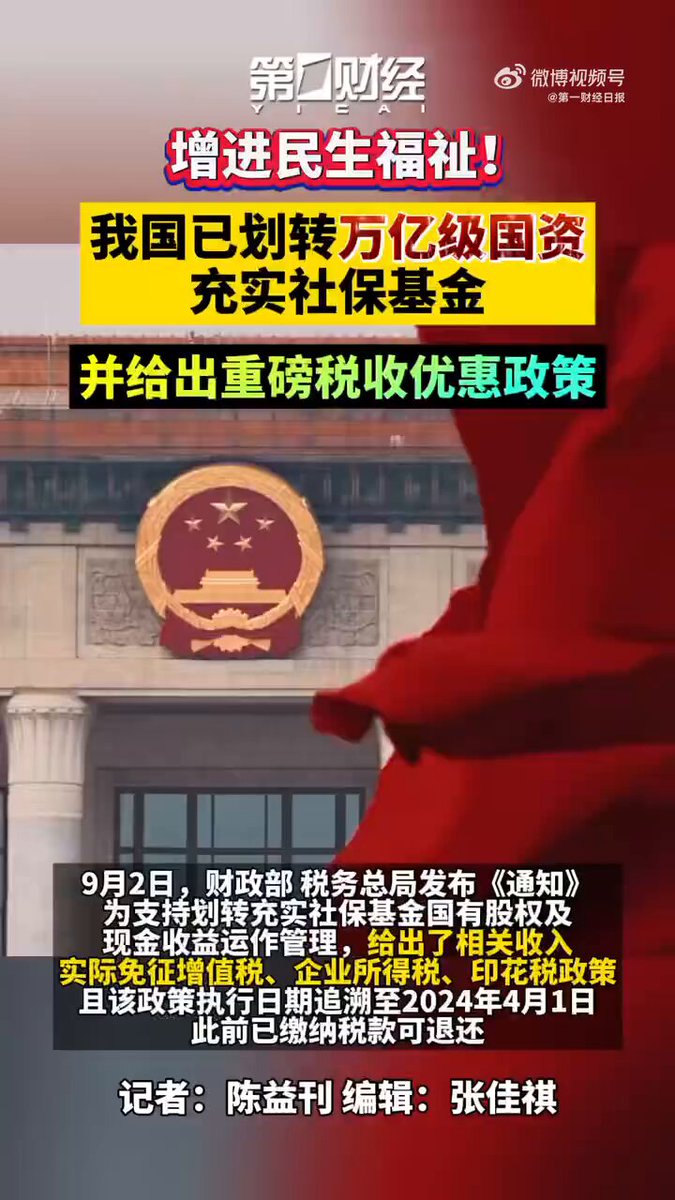 第一财经
YICAI
微博视频号
@第一财经日报
增进民生福祉!
我国已划转万亿级国资
充实社保基金
并给出重磅税收优惠政策
9月2日，财政部 税务总局发布《通知》
为支持划转充实社保基金国有股权及
现金收益运作管理，给出了相关收入
实际免征增值税、企业所得税、印花税政策
且该政策执行日期追溯至2024年4月1日
此前已缴纳税款可退还
记者：陈益刊 编辑：张佳祺